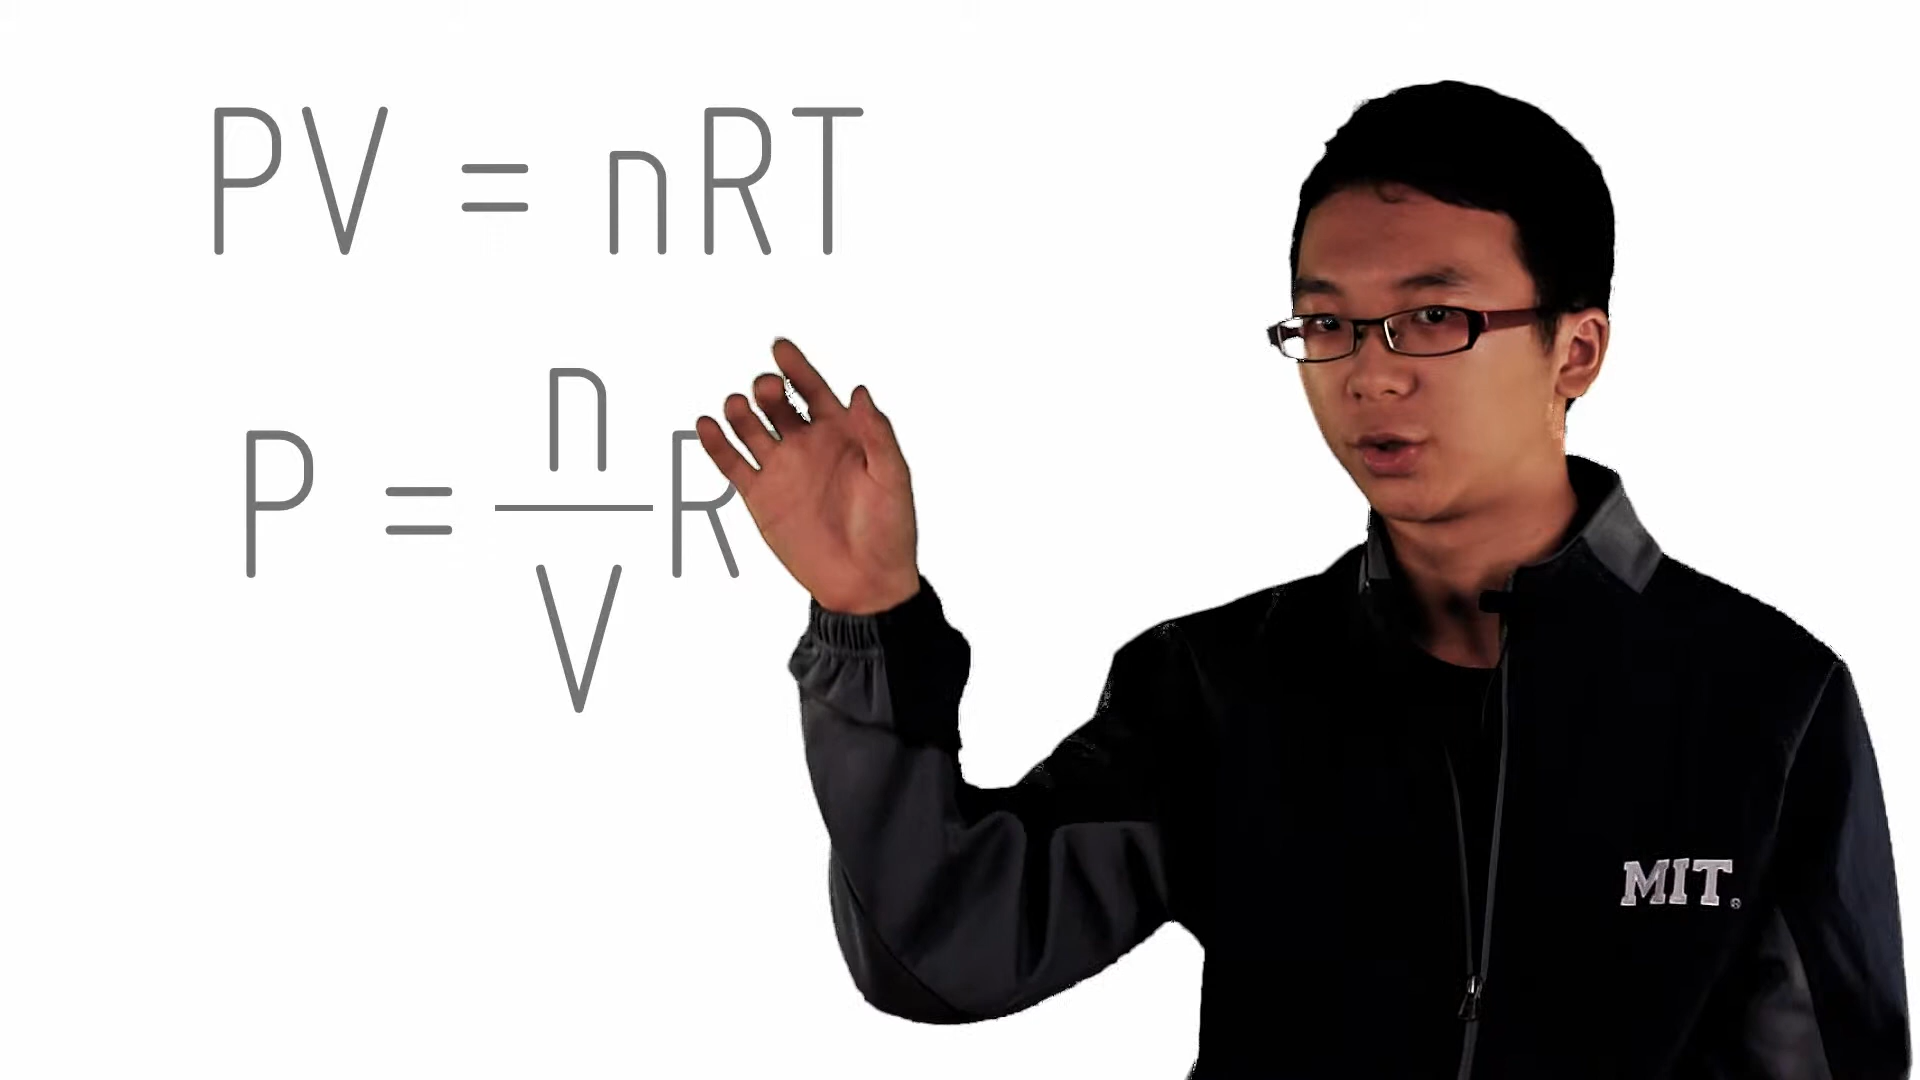 PV = nRT
P = n/V R
MIT